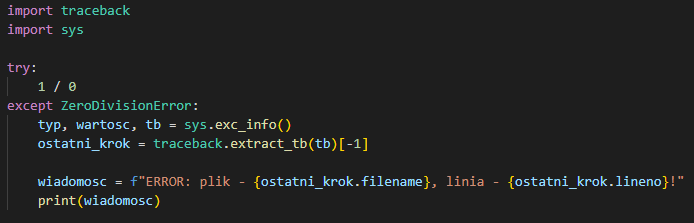 import traceback
import sys

try:
    1 / 0
except ZeroDivisionError:
    typ, wartosc, tb = sys.exc_info()
    ostatni_krok = traceback.extract_tb(tb)[-1]

    wiadomosc = f"ERROR: plik - {ostatni_krok.filename}, linia - {ostatni_krok.lineno}!"
    print(wiadomosc)